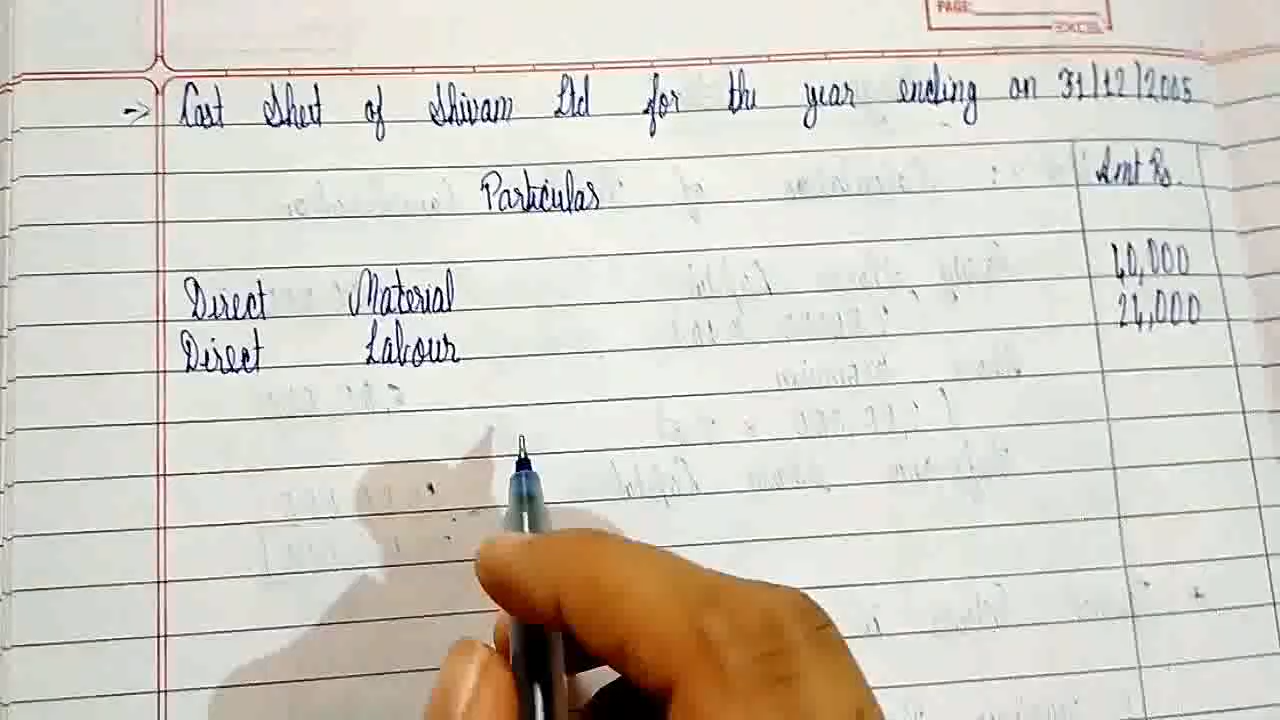 PAGE:
→ Cost Sheet of Shivam Ltd for the year ending on 31/12/2005
Particulas Amt Rs.
Direct Material 40,000
Direct Labour 24,000